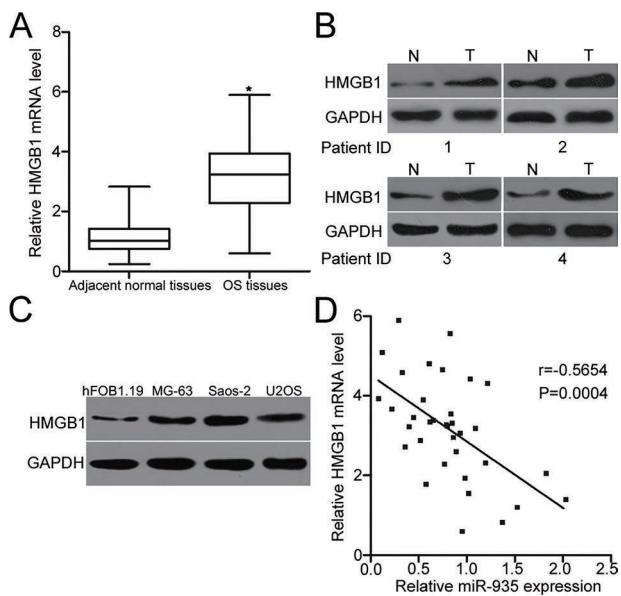 A
Relative HMGB1 mRNA level
8
6
4
2
0
*
Adjacent normal tissues OS tissues
B
N T N T
HMGB1
GAPDH
Patient ID 1 2
N T N T
HMGB1
GAPDH
Patient ID 3 4
C
hFOB1.19 MG-63 Saos-2 U2OS
HMGB1
GAPDH
D
Relative HMGB1 mRNA level
6
4
2
0
r=-0.5654
P=0.0004
0.0 0.5 1.0 1.5 2.0 2.5
Relative miR-935 expression